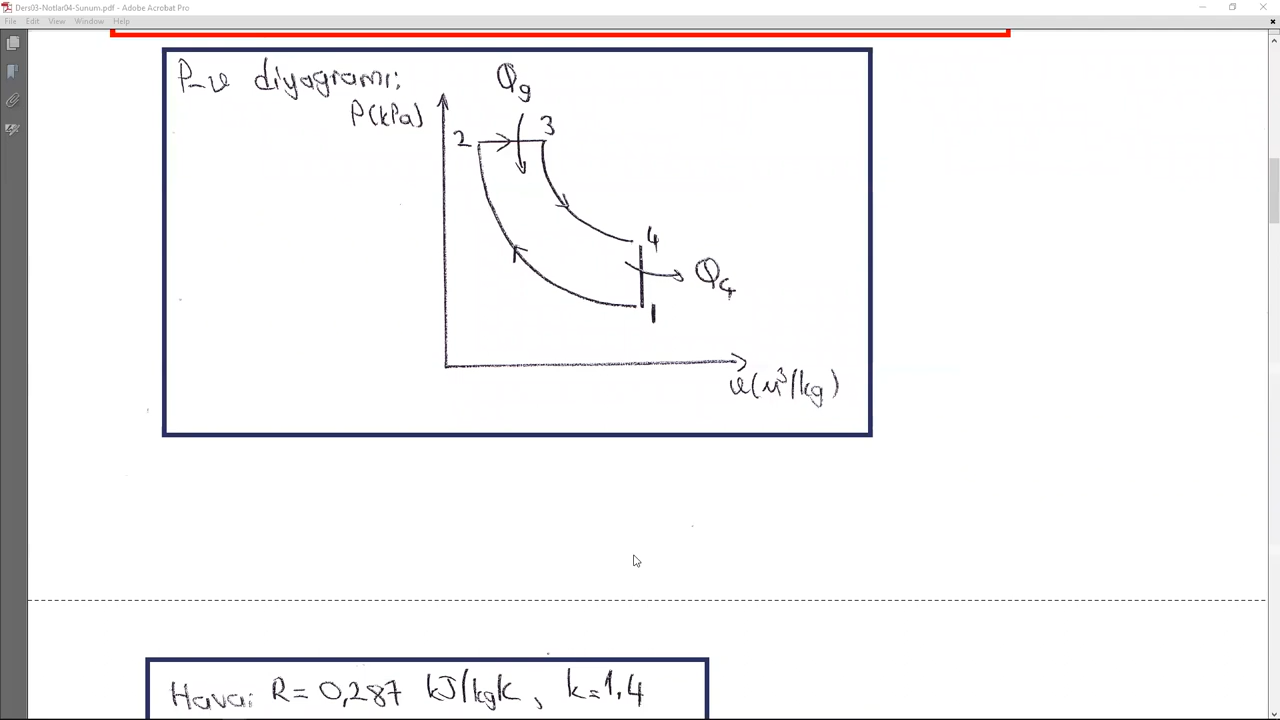 Ders03-Notlar04-Sunum.pdf - Adobe Acrobat Pro
File Edit View Window Help
P-v diyagramı;
Qg
P(kPa)
2
3
4
Qç
1
v(m³/kg)
Hava: R = 0,287 kJ/kgK, k=1,4